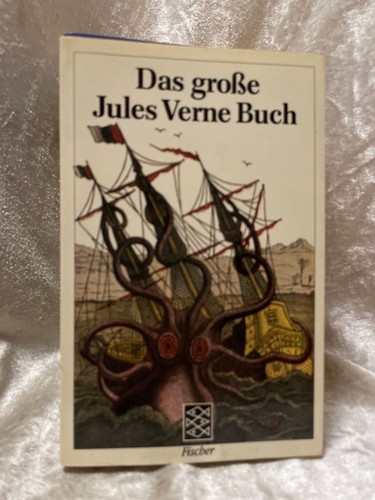 Das große
Jules Verne Buch
Fischer